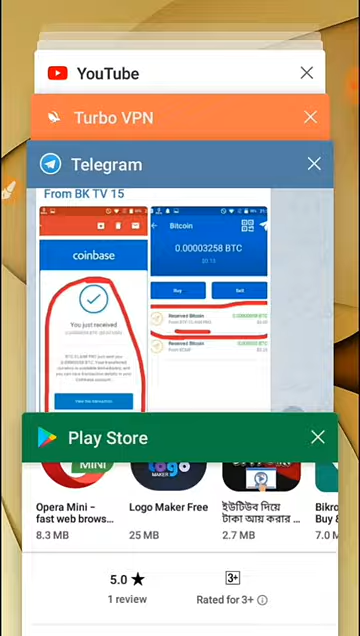 YouTube
Turbo VPN
Telegram
From BK TV 15
Bitcoin
0.00003258 BTC
coinbase
Buy
Sell
You just received
Received Bitcoin
Received Bitcoin
Play Store
MINI
Logo
MAKER
Opera Mini –
fast web brows...
8.3 MB
Logo Maker Free
25 MB
ইউটিউব দিয়ে
টাকা আয় করার ...
2.7 MB
Bikro
Buy &
7.0 M
5.0 ★
1 review
3+
Rated for 3+